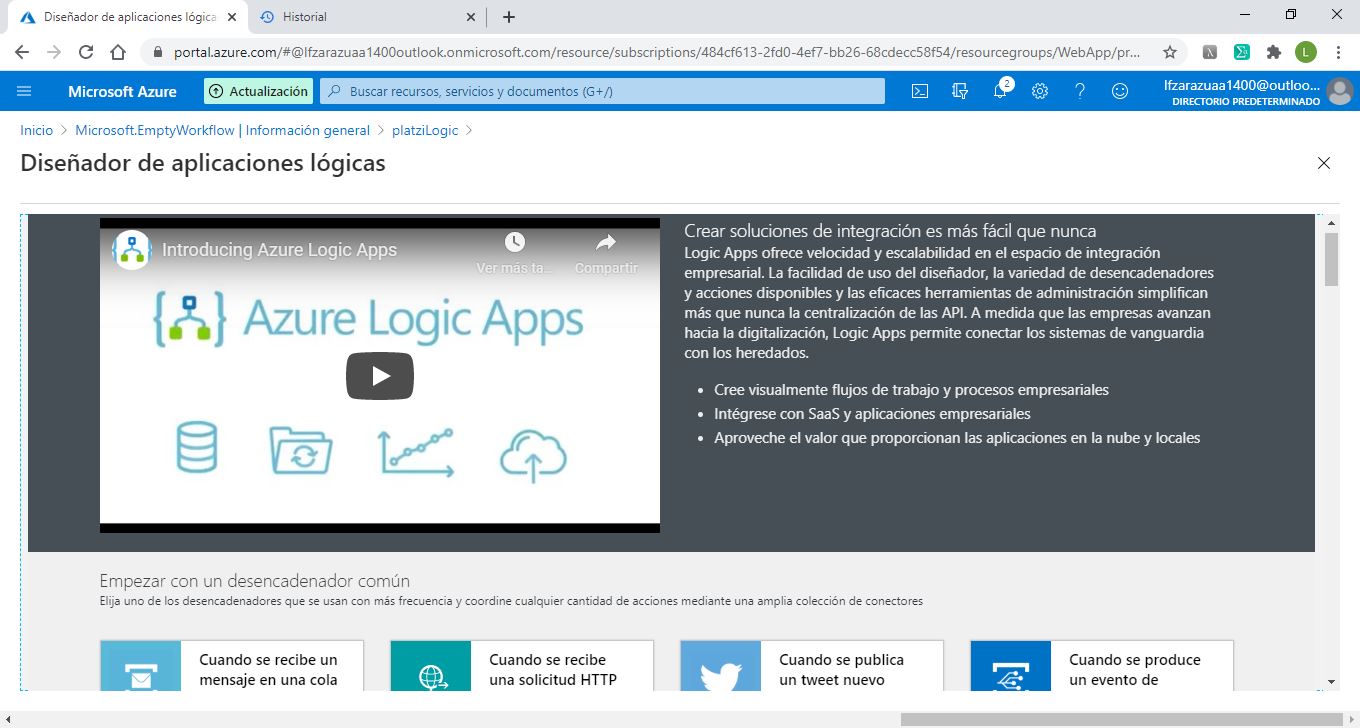 Diseñador de aplicaciones lógica
Historial
portal.azure.com/#@lfzarazuaa1400outlook.onmicrosoft.com/resource/subscriptions/484cf613-2fd0-4ef7-bb26-68cdecc58f54/resourcegroups/WebApp/pr...
L
Microsoft Azure
Actualización
Buscar recursos, servicios y documentos (G+/)
2
lfzarazuaa1400@outloo...
DIRECTORIO PREDETERMINADO
Inicio > Microsoft.EmptyWorkflow | Información general > platziLogic >
Diseñador de aplicaciones lógicas
Introducing Azure Logic Apps
Ver más ta...
Compartir
Azure Logic Apps
Crear soluciones de integración es más fácil que nunca
Logic Apps ofrece velocidad y escalabilidad en el espacio de integración
empresarial. La facilidad de uso del diseñador, la variedad de desencadenadores
y acciones disponibles y las eficaces herramientas de administración simplifican
más que nunca la centralización de las API. A medida que las empresas avanzan
hacia la digitalización, Logic Apps permite conectar los sistemas de vanguardia
con los heredados.
• Cree visualmente flujos de trabajo y procesos empresariales
• Intégrese con SaaS y aplicaciones empresariales
• Aproveche el valor que proporcionan las aplicaciones en la nube y locales
Empezar con un desencadenador común
Elija uno de los desencadenadores que se usan con más frecuencia y coordine cualquier cantidad de acciones mediante una amplia colección de conectores
Cuando se recibe un
mensaje en una cola
Cuando se recibe
una solicitud HTTP
Cuando se publica
un tweet nuevo
Cuando se produce
un evento de